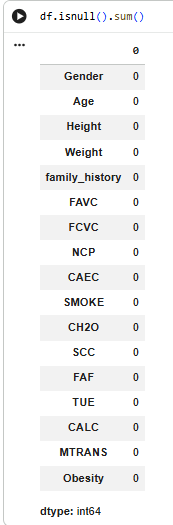 df.isnull().sum()
0
Gender 0
Age 0
Height 0
Weight 0
family_history 0
FAVC 0
FCVC 0
NCP 0
CAEC 0
SMOKE 0
CH2O 0
SCC 0
FAF 0
TUE 0
CALC 0
MTRANS 0
Obesity 0
dtype: int64